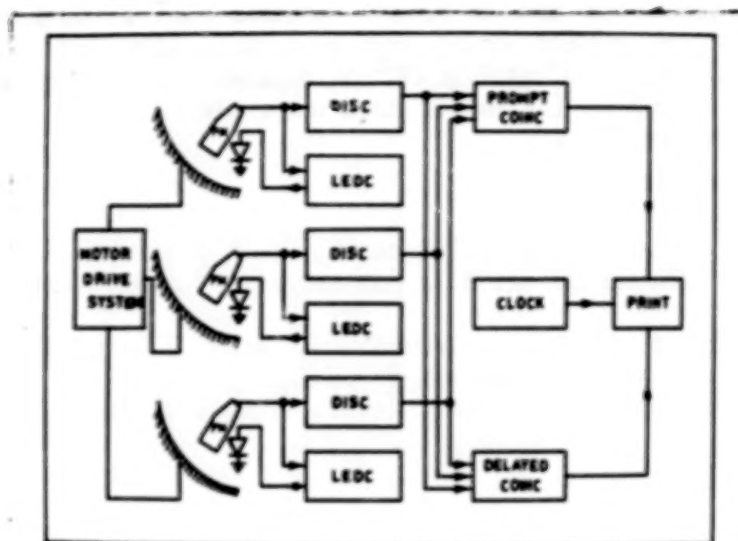 DISC
PROMPT
COINC
LEDC
MOTOR
DRIVE
SYSTEM
DISC
LEDC
CLOCK
PRINT
DISC
LEDC
DELAYED
COINC